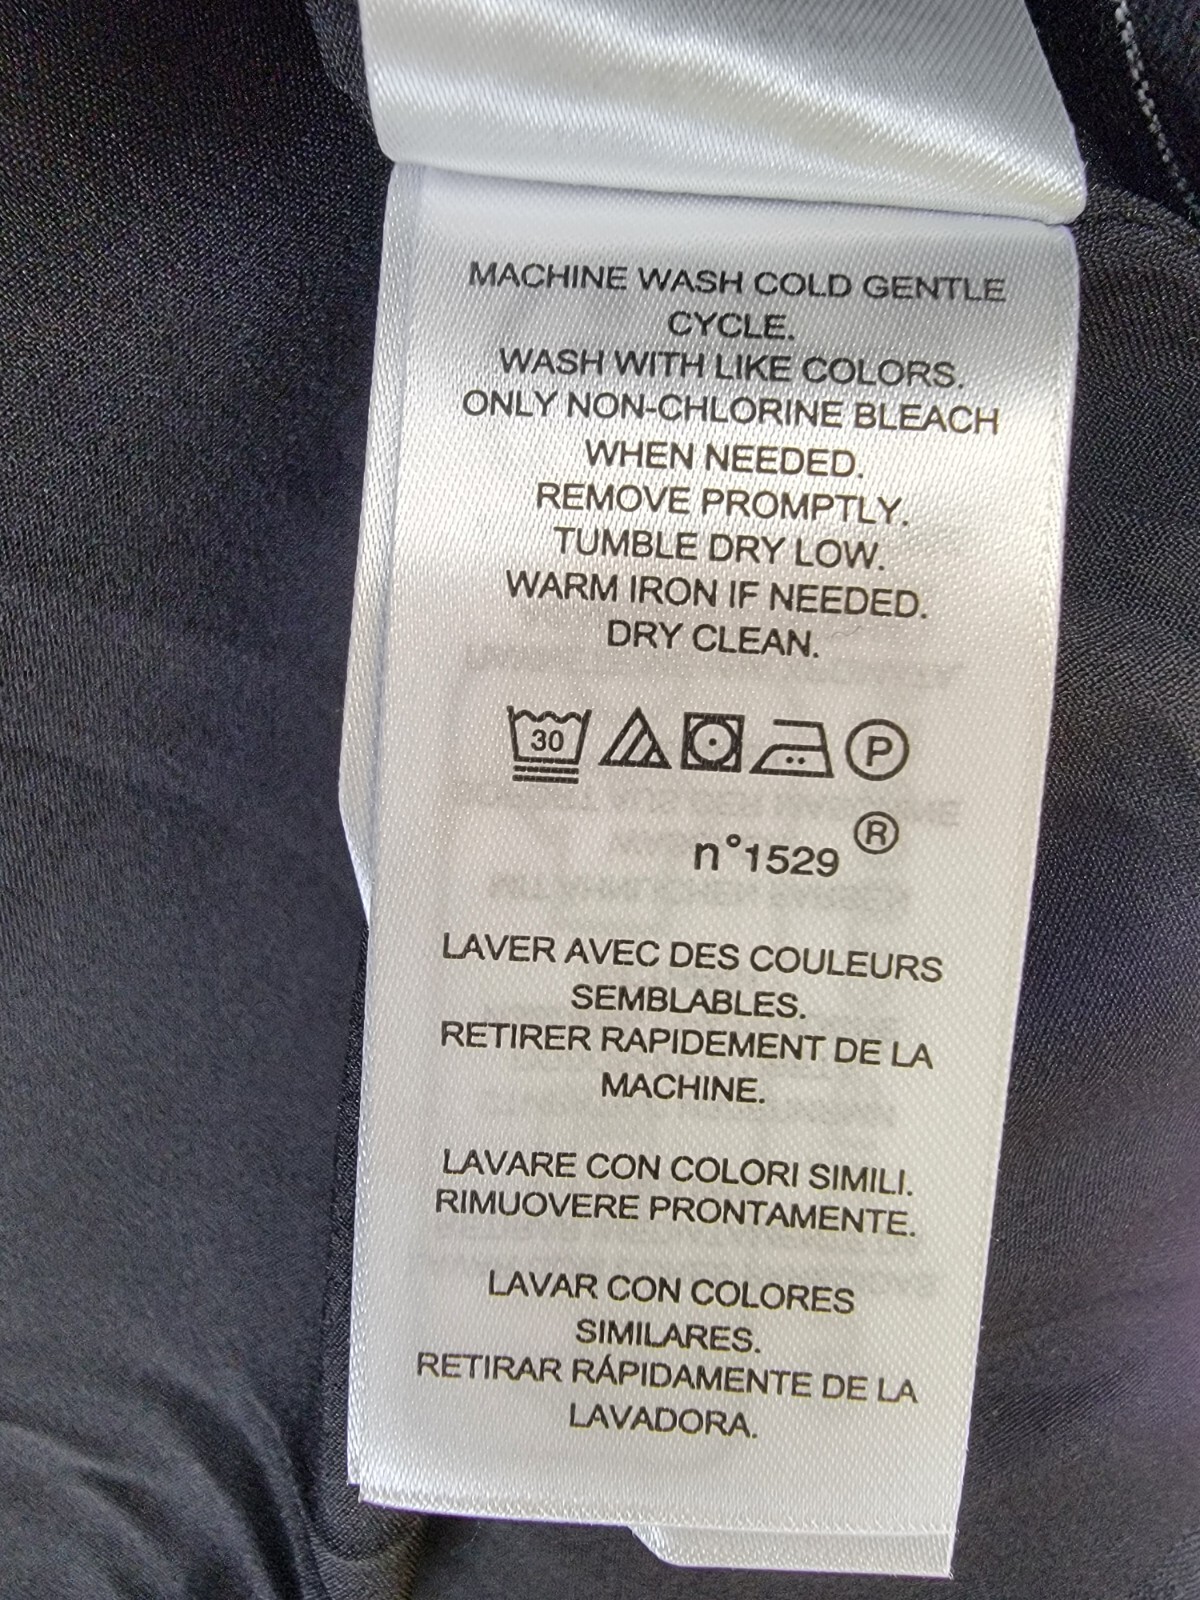 MACHINE WASH COLD GENTLE
CYCLE.
WASH WITH LIKE COLORS.
ONLY NON-CHLORINE BLEACH
WHEN NEEDED.
REMOVE PROMPTLY.
TUMBLE DRY LOW.
WARM IRON IF NEEDED.
DRY CLEAN.
30 P
n°1529 ®
LAVER AVEC DES COULEURS
SEMBLABLES.
RETIRER RAPIDEMENT DE LA
MACHINE.
LAVARE CON COLORI SIMILI.
RIMUOVERE PRONTAMENTE.
LAVAR CON COLORES
SIMILARES.
RETIRAR RÁPIDAMENTE DE LA
LAVADORA.